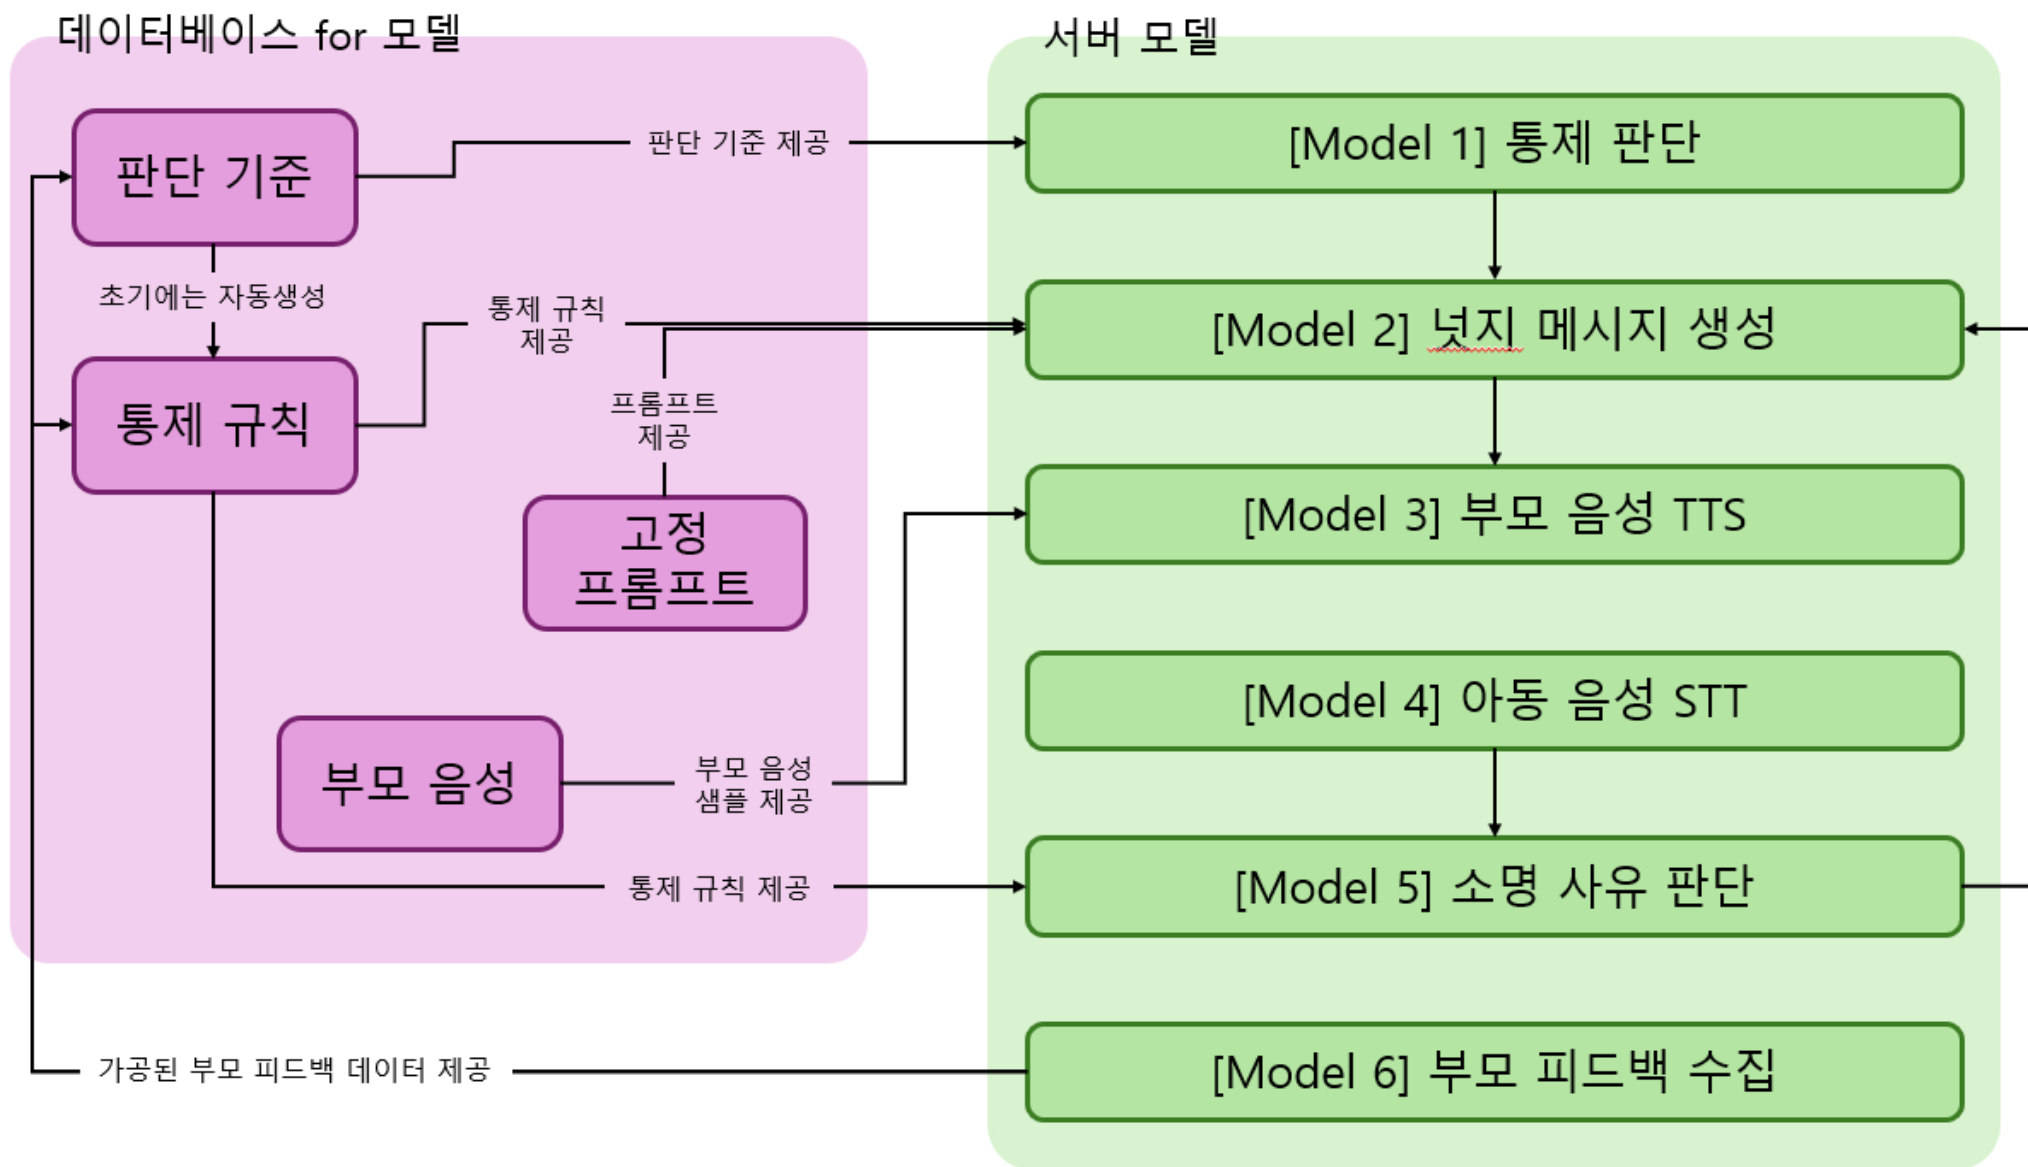 데이터베이스 for 모델
서버 모델
판단 기준
판단 기준 제공
[Model 1] 통제 판단
초기에는 자동생성
통제 규칙
제공
[Model 2] 넛지 메시지 생성
통제 규칙
프롬프트
제공
고정
프롬프트
[Model 3] 부모 음성 TTS
[Model 4] 아동 음성 STT
부모 음성
부모 음성
샘플 제공
통제 규칙 제공
[Model 5] 소명 사유 판단
가공된 부모 피드백 데이터 제공
[Model 6] 부모 피드백 수집